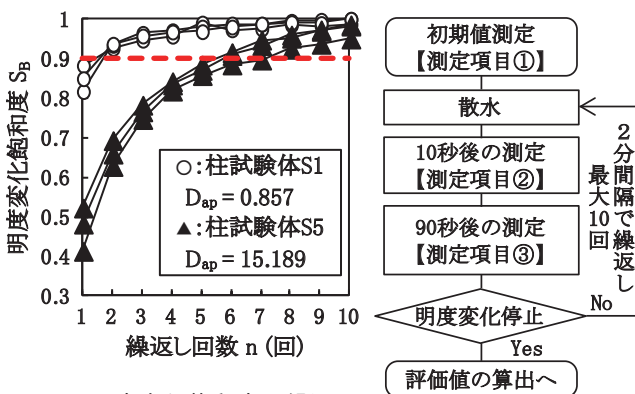 明度変化飽和度 S_B
1
0.9
0.8
0.7
0.6
0.5
0.4
0.3
○:柱試験体S1
D_ap = 0.857
▲:柱試験体S5
D_ap = 15.189
1 2 3 4 5 6 7 8 9 10
繰返し回数 n (回)
初期値測定
【測定項目①】
散水
10秒後の測定
【測定項目②】
90秒後の測定
【測定項目③】
明度変化停止
No
Yes
評価値の算出へ
2分間隔で繰返し
最大10回